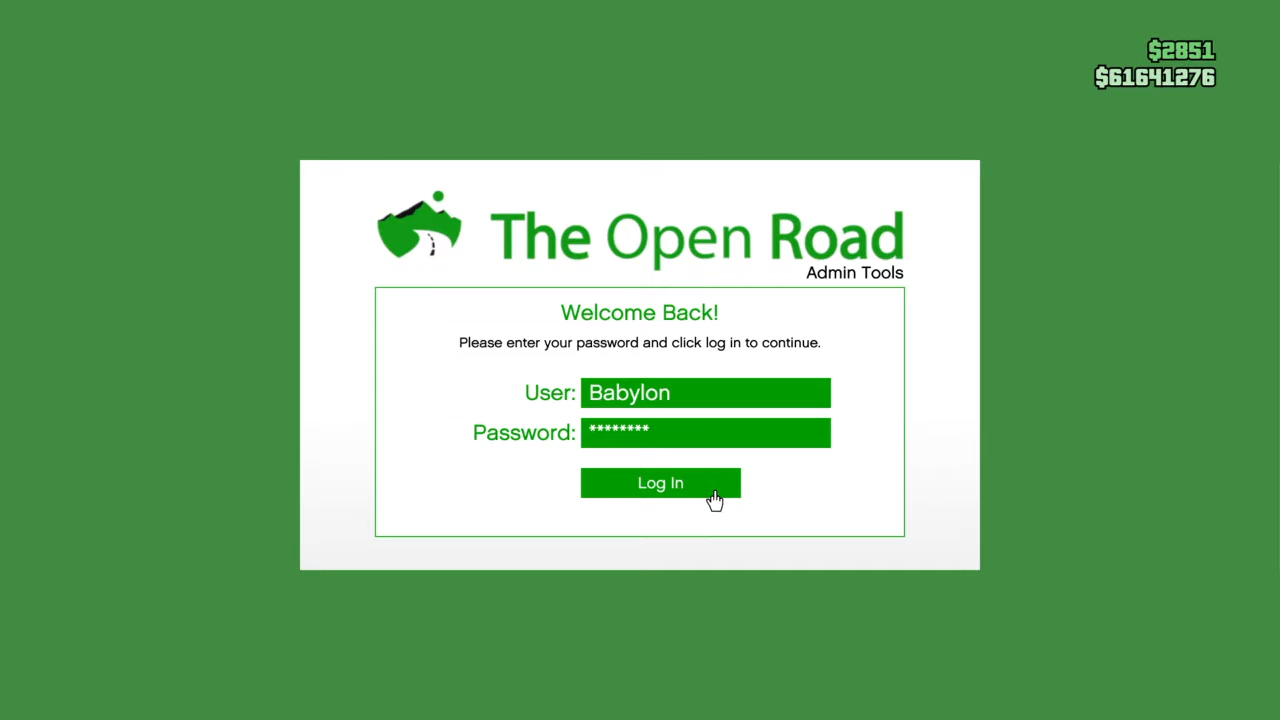 $2851
$61641276
The Open Road
Admin Tools
Welcome Back!
Please enter your password and click log in to continue.
User: Babylon
Password: ********
Log In